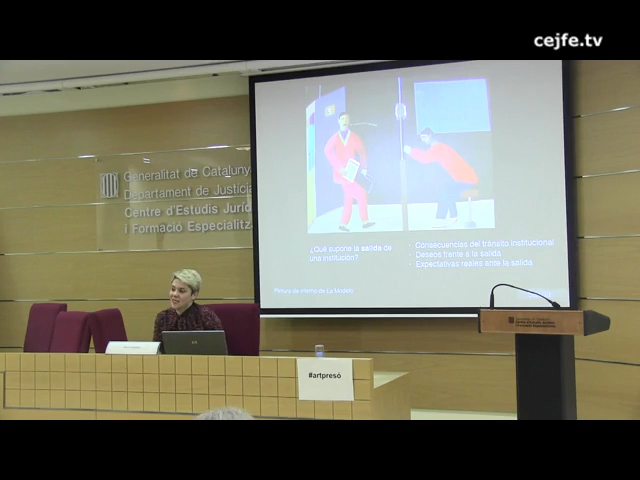 cejfe.tv
Generalitat de Catalunya
Departament de Justícia
Centre d'Estudis Juríd
i Formació Especialitz
¿Qué supone la salida de
una institución?
- Consecuencias del tránsito institucional
- Deseos frente a la salida
- Expectativas reales ante la salida
Pintura de interno de La Modelo
#artpresó